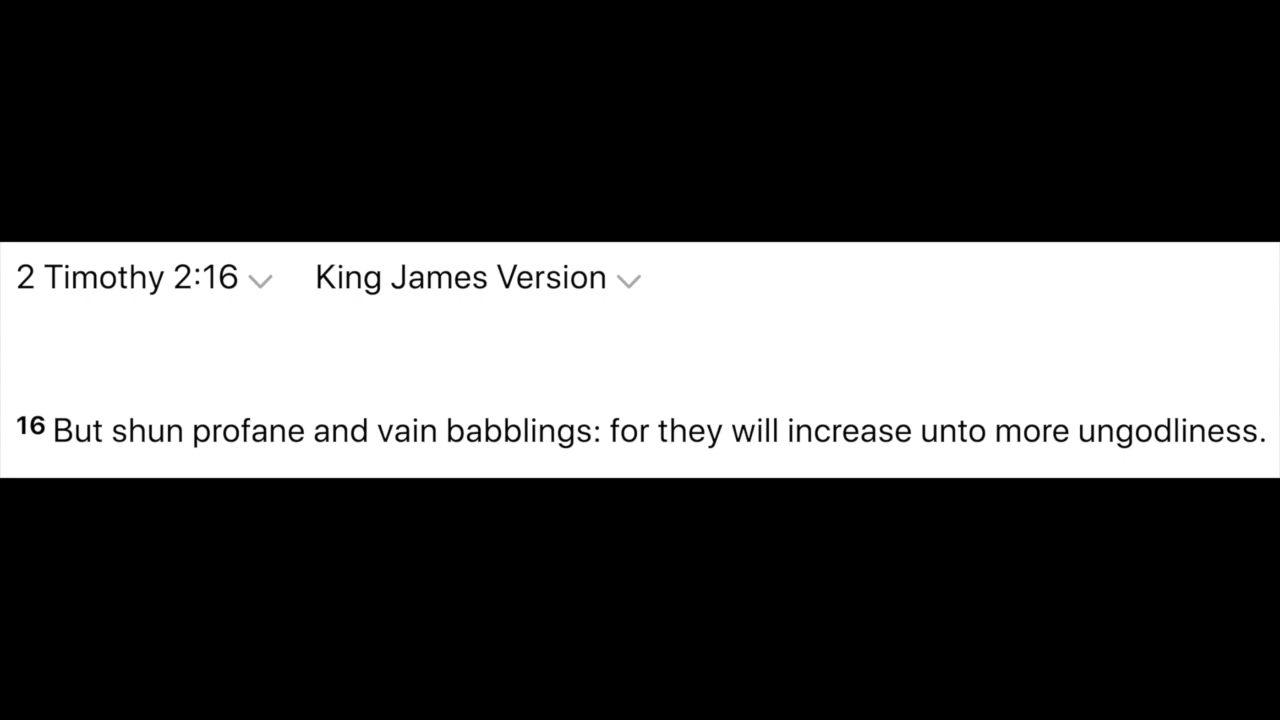 2 Timothy 2:16 King James Version
16 But shun profane and vain babblings: for they will increase unto more ungodliness.